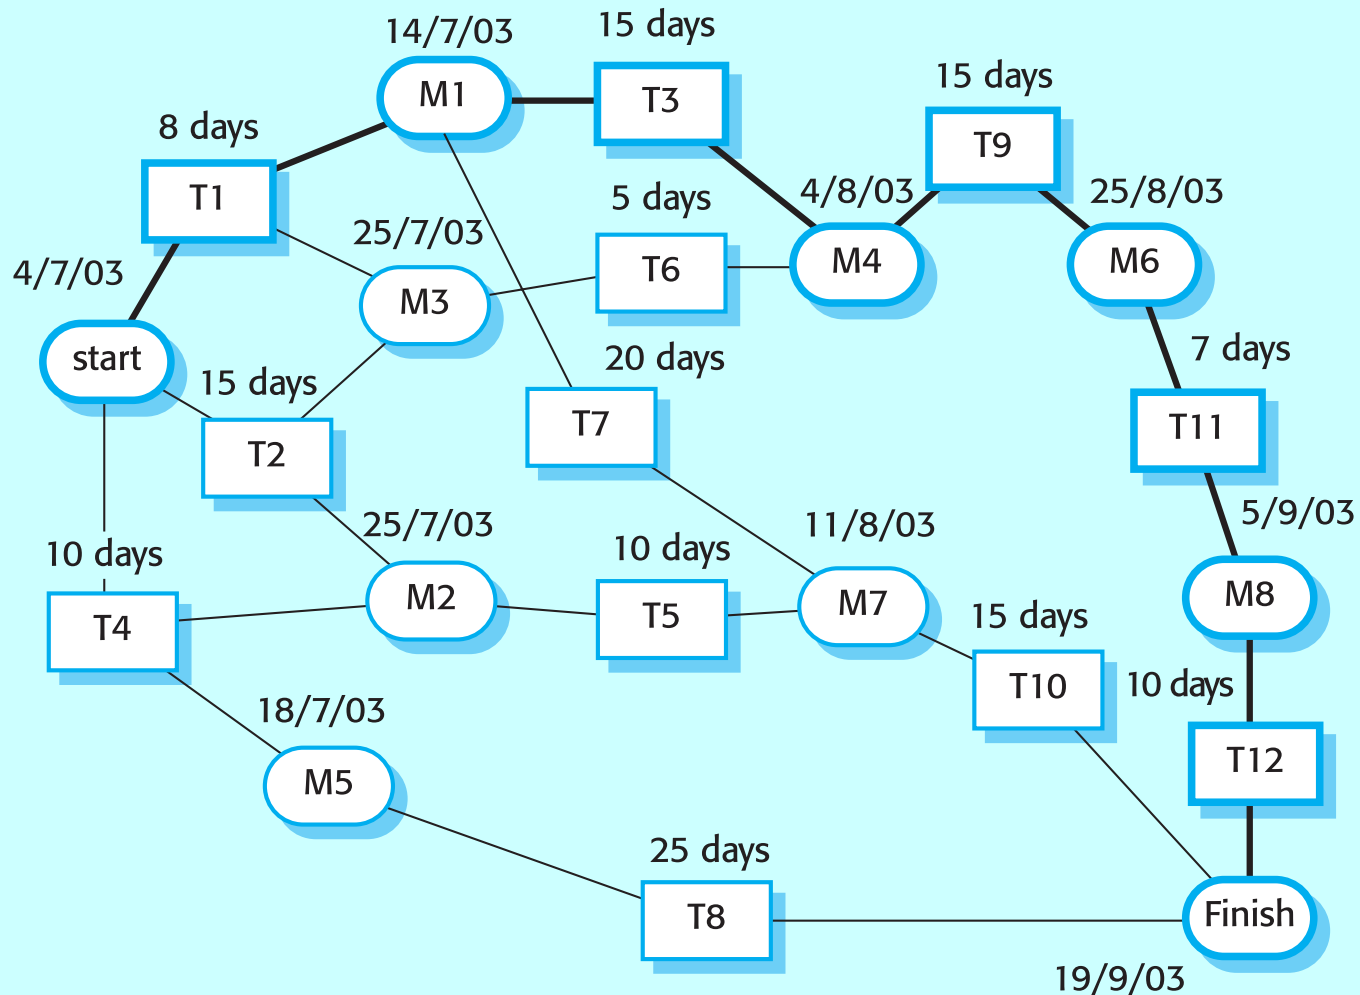 14/7/03
15 days
M1
T3
15 days
8 days
T9
T1
5 days
4/8/03
25/8/03
25/7/03
4/7/03
M3
T6
M4
M6
start
15 days
20 days
7 days
T2
T7
T11
25/7/03
11/8/03
5/9/03
10 days
10 days
T4
M2
T5
M7
15 days
M8
18/7/03
T10
10 days
M5
T12
25 days
T8
Finish
19/9/03